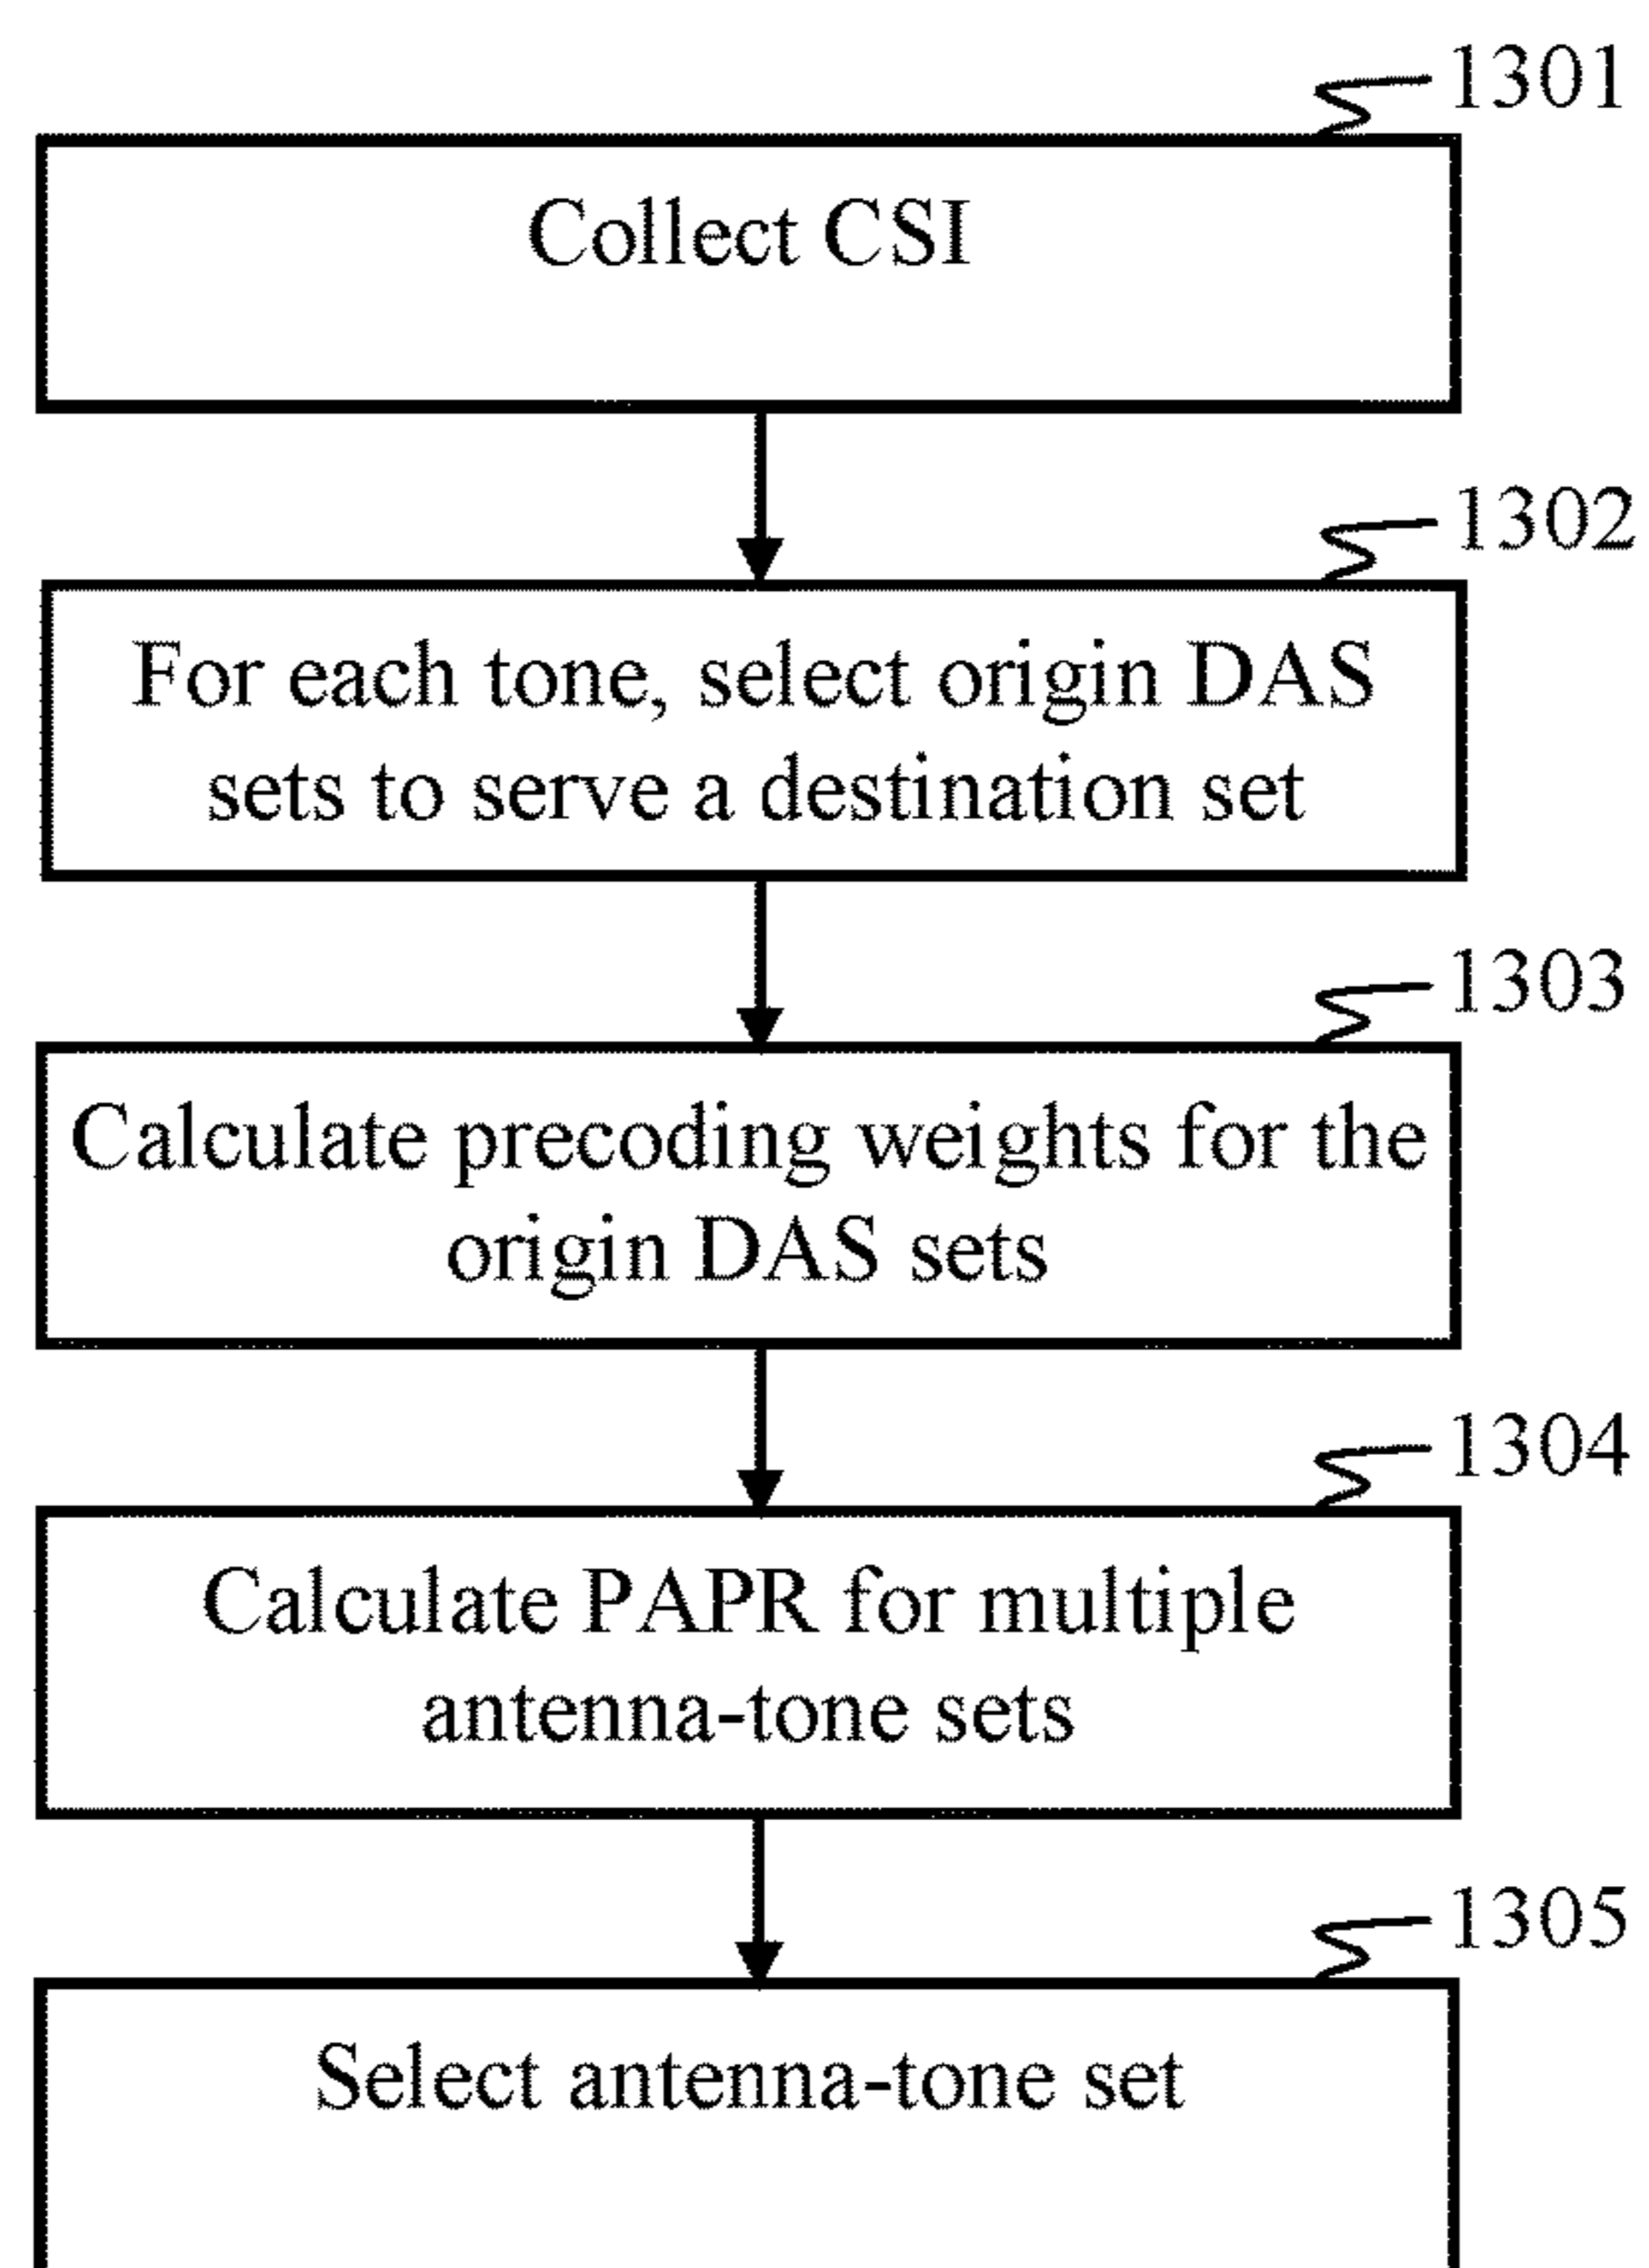 1301
Collect CSI
1302
For each tone, select origin DAS
sets to serve a destination set
1303
Calculate precoding weights for the
origin DAS sets
1304
Calculate PAPR for multiple
antenna-tone sets
1305
Select antenna-tone set